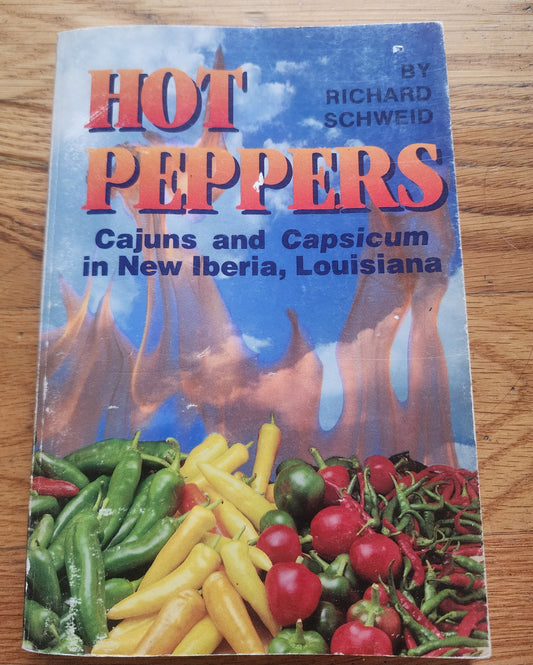 HOT
PEPPERS
BY
RICHARD
SCHWEID
Cajuns and Capsicum
in New Iberia, Louisiana